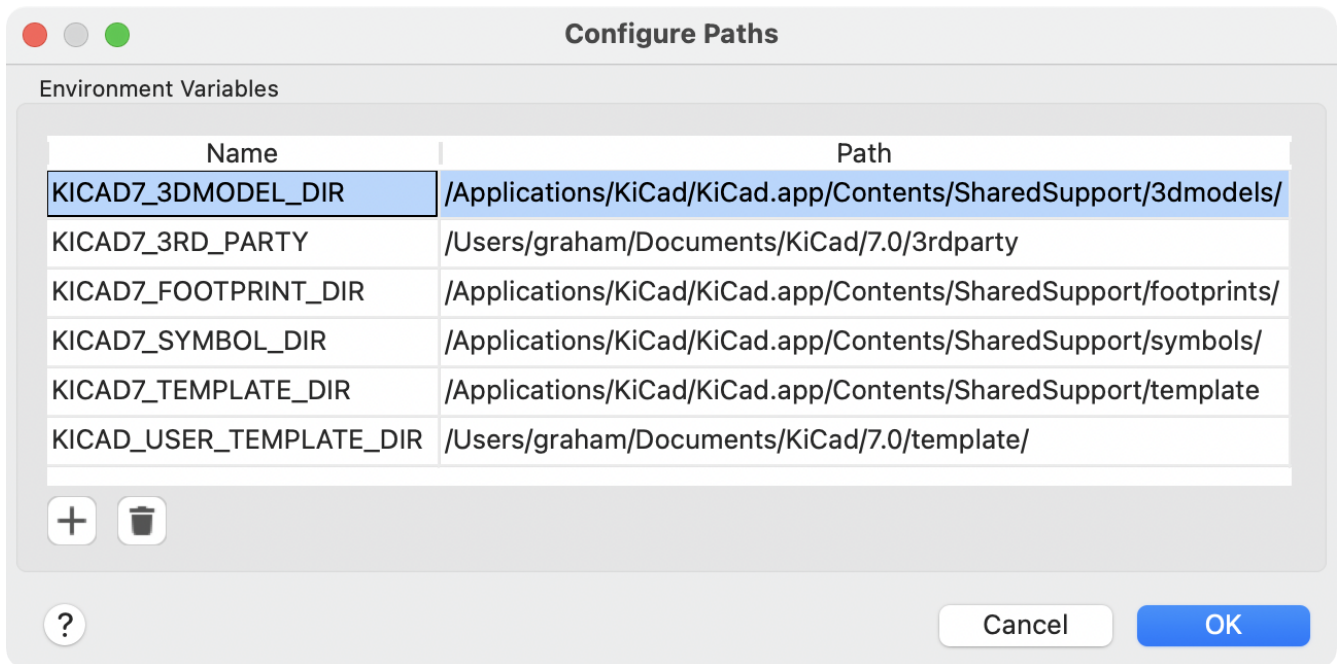 Configure Paths
Environment Variables
Name Path
KICAD7_3DMODEL_DIR /Applications/KiCad/KiCad.app/Contents/SharedSupport/3dmodels/
KICAD7_3RD_PARTY /Users/graham/Documents/KiCad/7.0/3rdparty
KICAD7_FOOTPRINT_DIR /Applications/KiCad/KiCad.app/Contents/SharedSupport/footprints/
KICAD7_SYMBOL_DIR /Applications/KiCad/KiCad.app/Contents/SharedSupport/symbols/
KICAD7_TEMPLATE_DIR /Applications/KiCad/KiCad.app/Contents/SharedSupport/template
KICAD_USER_TEMPLATE_DIR /Users/graham/Documents/KiCad/7.0/template/
? Cancel OK